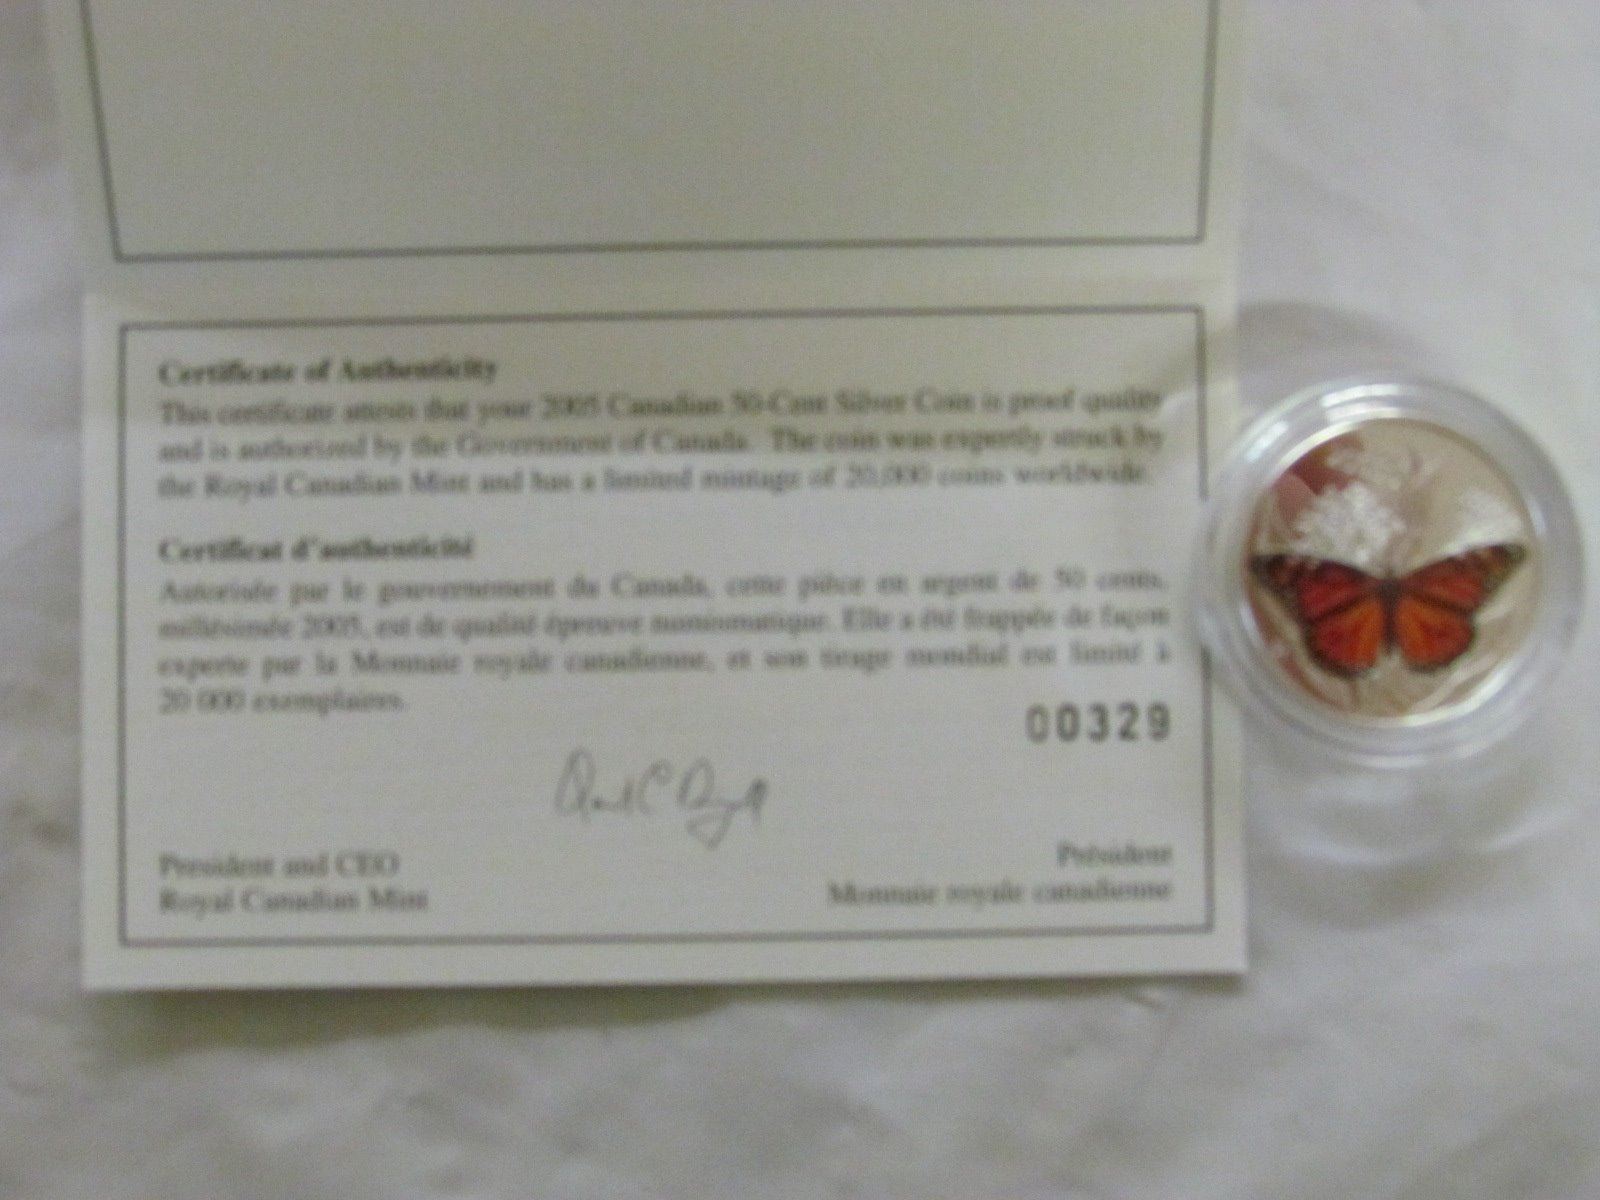 Certificate of Authenticity
This certificate attests that your 2005 Canadian 50-Cent Silver Coin is proof quality
and is authorized by the Government of Canada. The coin was expertly struck by
the Royal Canadian Mint and has a limited mintage of 20,000 coins worldwide.
Certificat d'authenticité
Autorisée par le gouvernement du Canada, cette pièce en argent de 50 cents,
millésimée 2005, est de qualité épreuve numismatique. Elle a été frappée de façon
experte par la Monnaie royale canadienne, et son tirage mondial est limité à
20 000 exemplaires.
00329
President and CEO
Royal Canadian Mint
Président
Monnaie royale canadienne